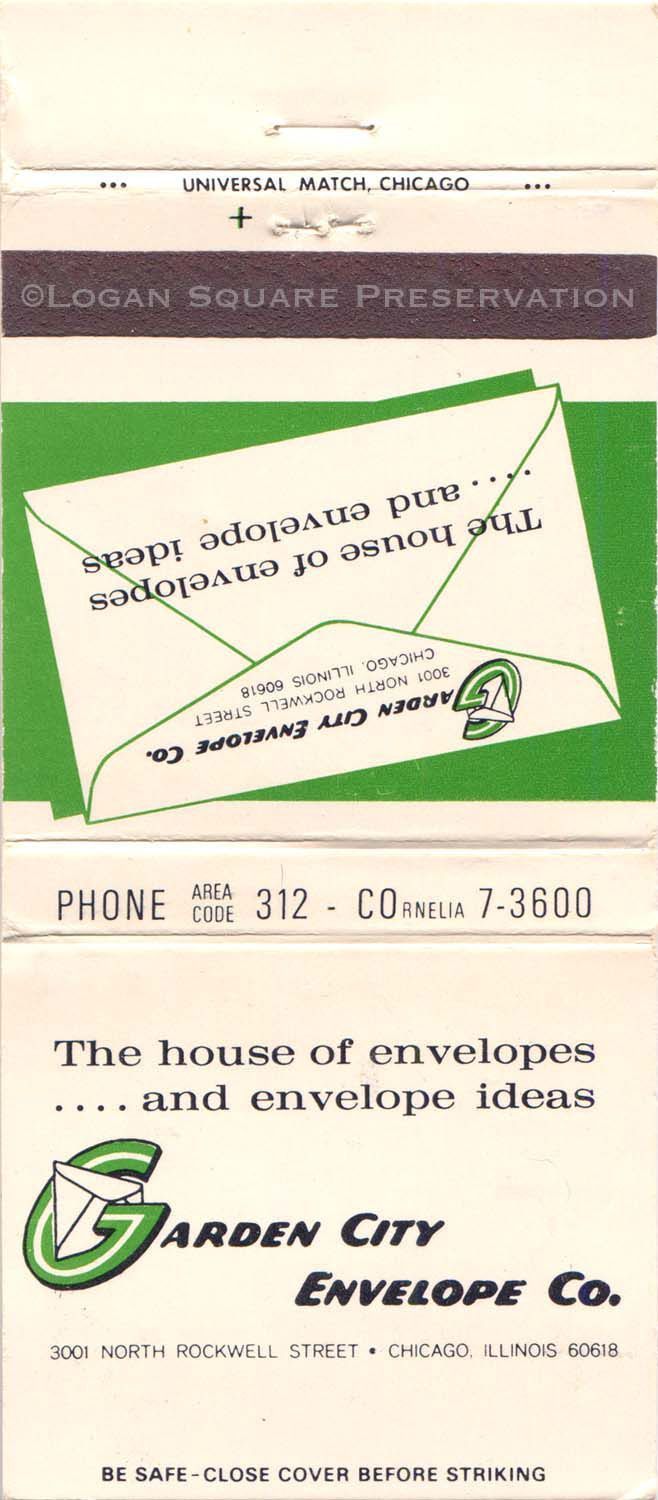 ... UNIVERSAL MATCH, CHICAGO ...
+
©LOGAN SQUARE PRESERVATION
The house of envelopes
....and envelope ideas
GARDEN CITY ENVELOPE CO.
3001 NORTH ROCKWELL STREET
CHICAGO, ILLINOIS 60618
PHONE AREA CODE 312 - CORNELIA 7-3600
The house of envelopes
....and envelope ideas
GARDEN CITY
ENVELOPE CO.
3001 NORTH ROCKWELL STREET • CHICAGO, ILLINOIS 60618
BE SAFE-CLOSE COVER BEFORE STRIKING